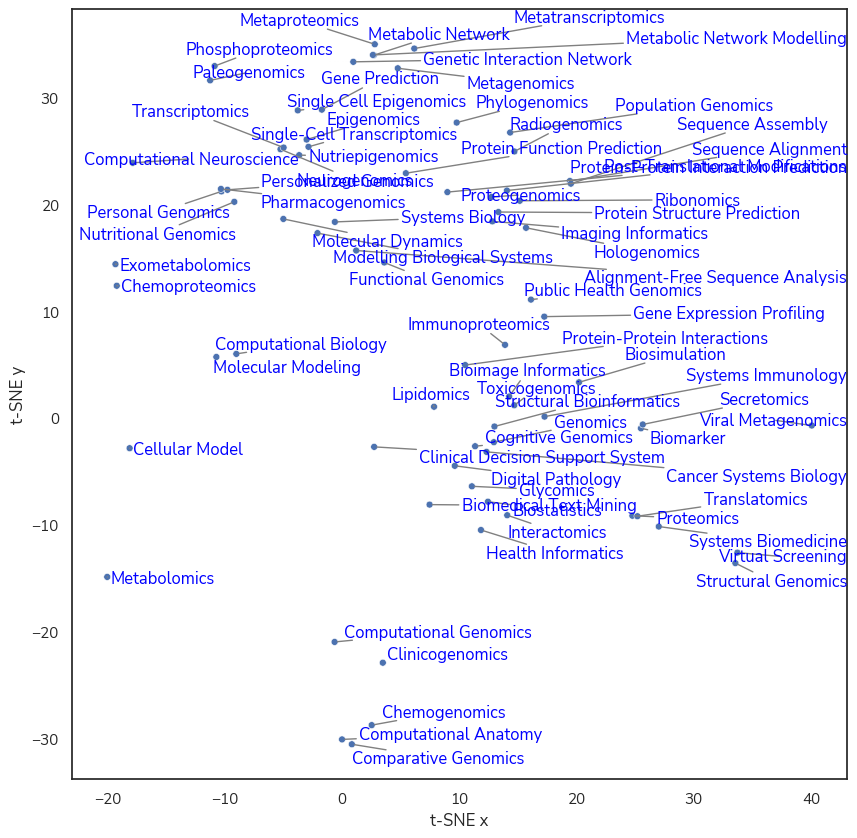 Metaproteomics
Metatranscriptomics
Metabolic Network
Metabolic Network Modelling
Phosphoproteomics
Genetic Interaction Network
Paleogenomics
Gene Prediction
Metagenomics
Single Cell Epigenomics
Phylogenomics
Population Genomics
Transcriptomics
Epigenomics
Radiogenomics
Sequence Assembly
Single-Cell Transcriptomics
Protein Function Prediction
Sequence Alignment
Computational Neuroscience
Nutriepigenomics
Post-Translational Modifications
Protein-Protein Interaction Prediction
Neurogenomics
Personalized Genomics
Proteogenomics
Ribonomics
Pharmacogenomics
Personal Genomics
Systems Biology
Protein Structure Prediction
Nutritional Genomics
Imaging Informatics
Molecular Dynamics
Hologenomics
Modelling Biological Systems
Exometabolomics
Functional Genomics
Alignment-Free Sequence Analysis
Chemoproteomics
Public Health Genomics
Gene Expression Profiling
Immunoproteomics
Computational Biology
Protein-Protein Interactions
Biosimulation
Molecular Modeling
Bioimage Informatics
Systems Immunology
Lipidomics
Toxicogenomics
Structural Bioinformatics
Secretomics
Genomics
Viral Metagenomics
Cognitive Genomics
Biomarker
Cellular Model
Clinical Decision Support System
Digital Pathology
Cancer Systems Biology
Glycomics
Translatomics
Biomedical Text Mining
Biostatistics
Proteomics
Interactomics
Systems Biomedicine
Health Informatics
Virtual Screening
Metabolomics
Structural Genomics
Computational Genomics
Clinicogenomics
Chemogenomics
Computational Anatomy
Comparative Genomics
30
20
10
0
−10
−20
−30
t-SNE y
−20 −10 0 10 20 30 40
t-SNE x